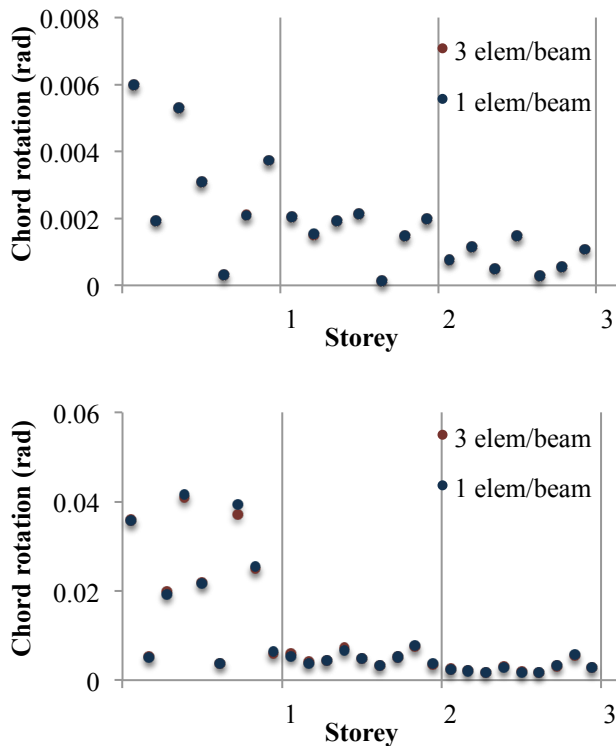 0.008
3 elem/beam
1 elem/beam
0.006
0.004
0.002
0
Chord rotation (rad)
1 2 3
Storey
0.06
3 elem/beam
1 elem/beam
0.04
0.02
0
Chord rotation (rad)
1 2 3
Storey